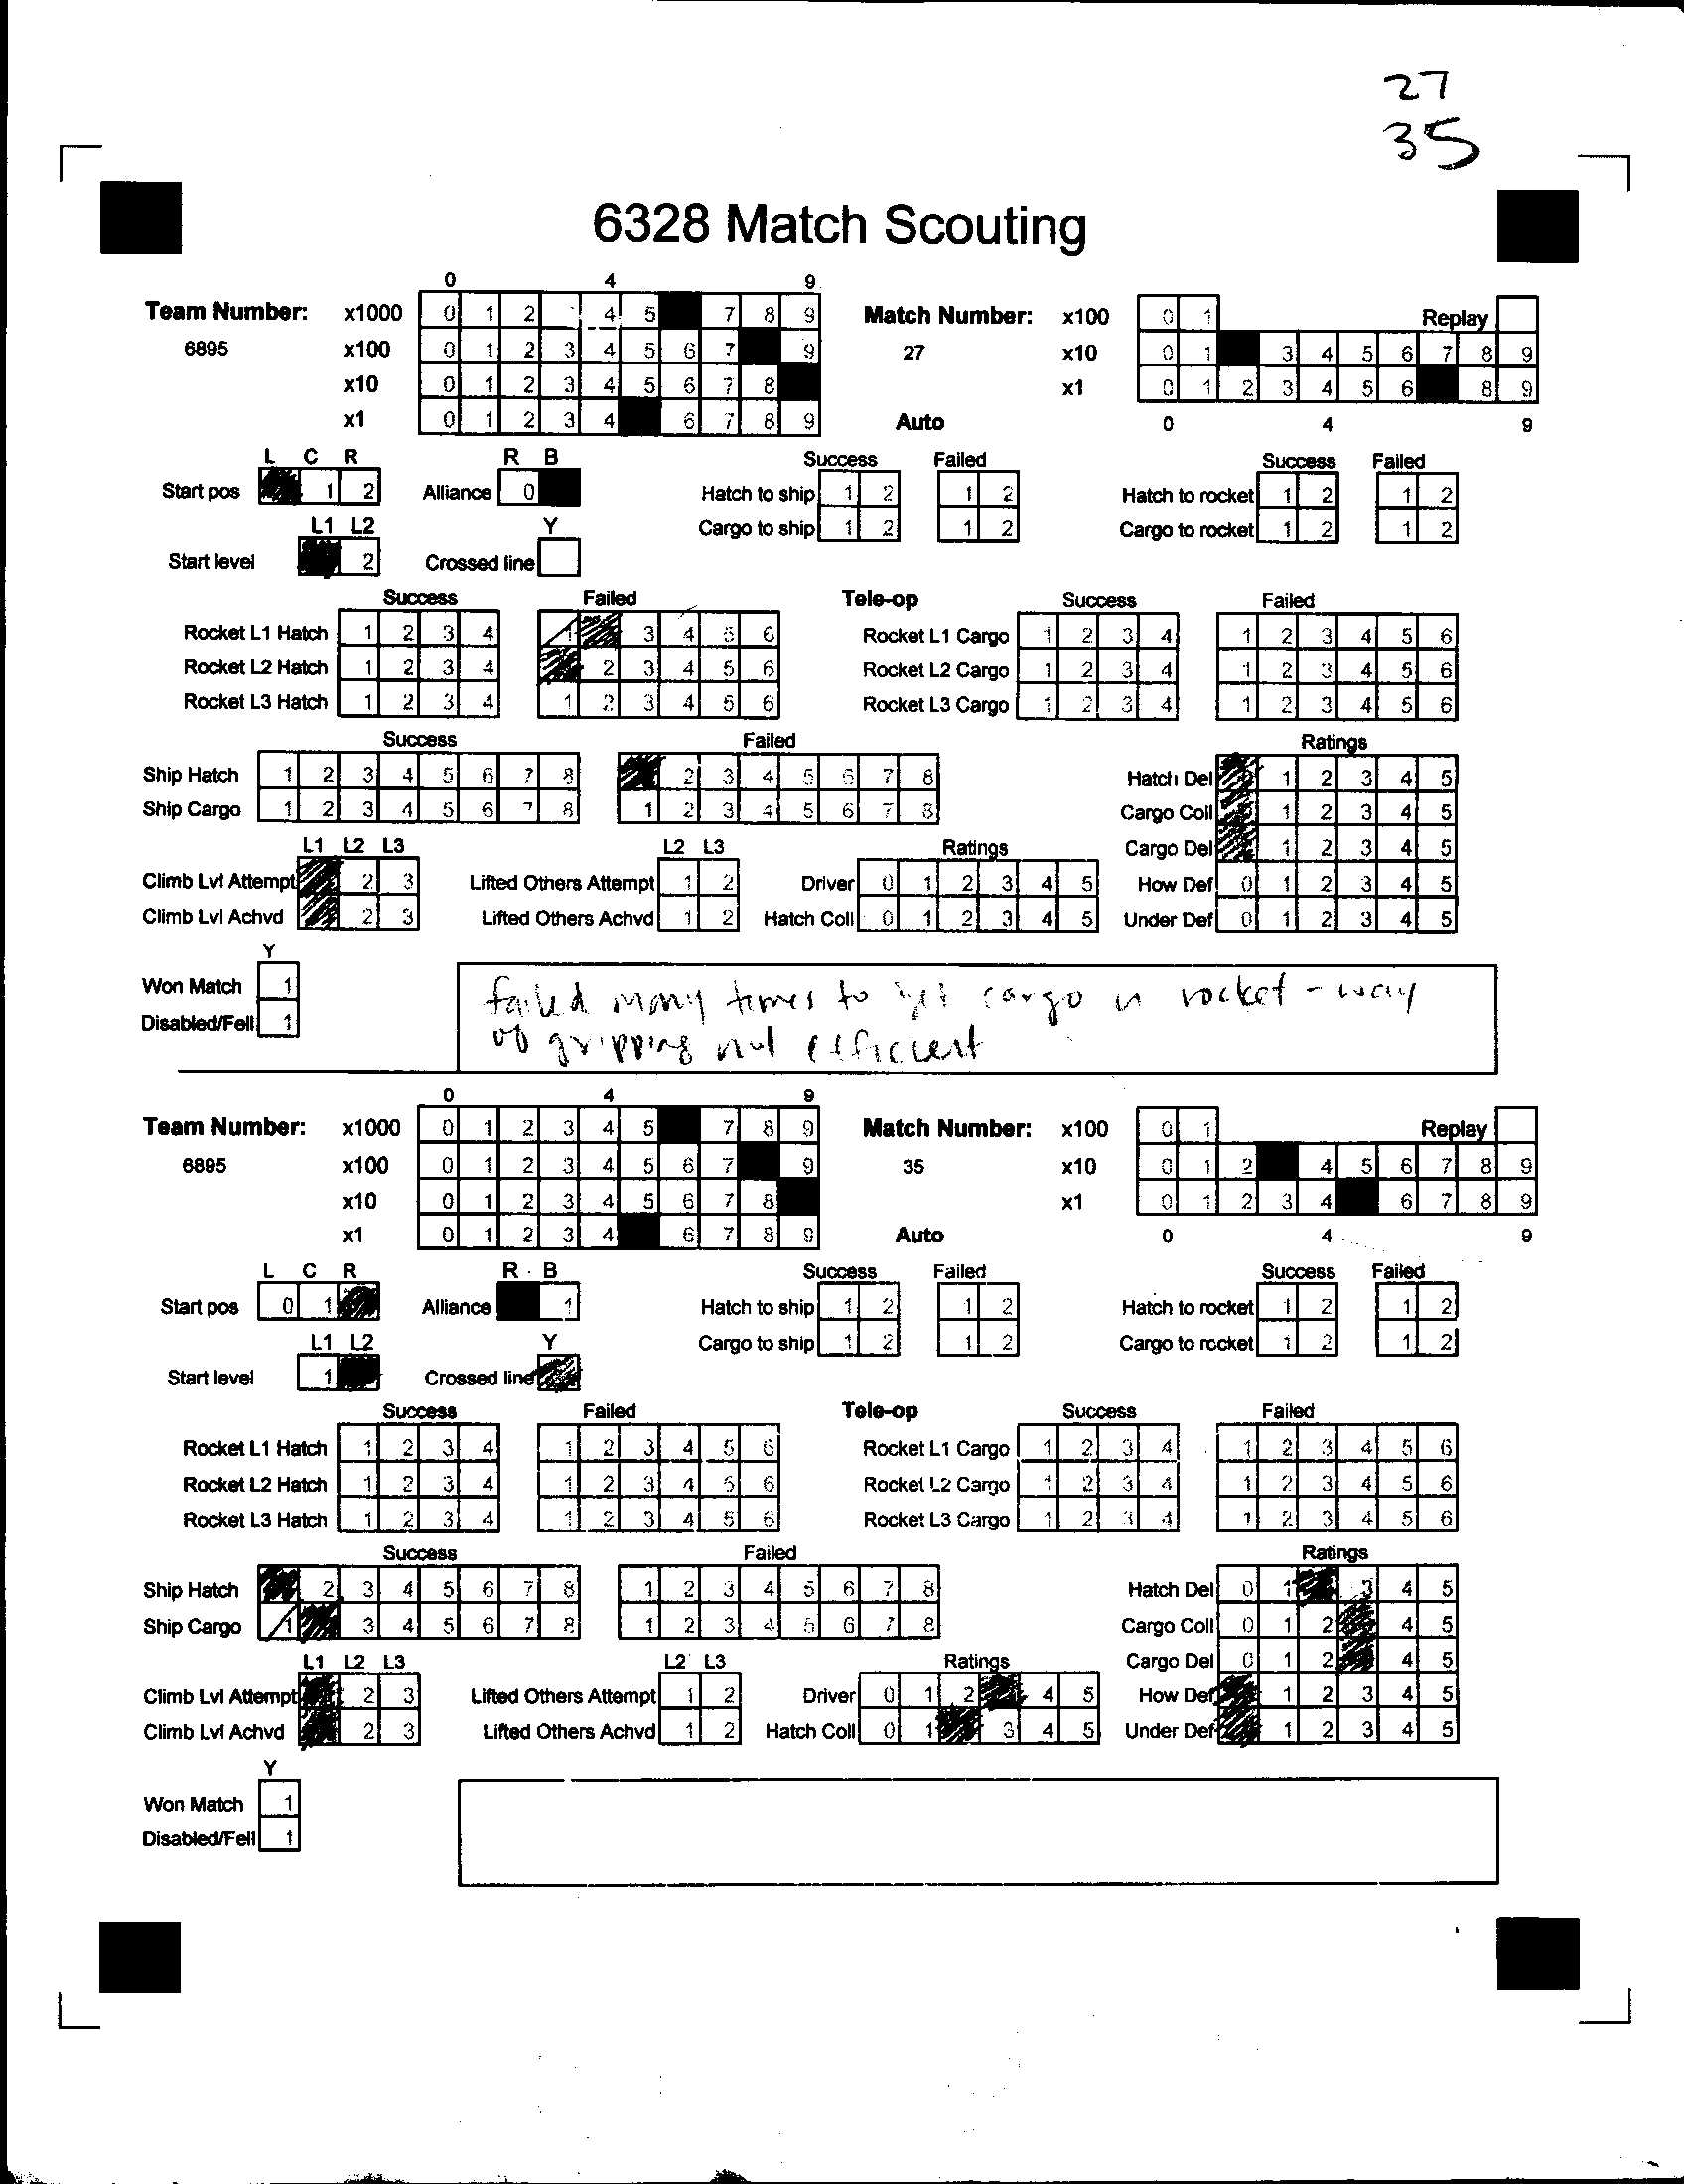 27
35
6328 Match Scouting
0 4 9
Team Number: x1000 0 1 2 4 5 7 8 9 Match Number: x100 0 1 Replay
6895 x100 0 1 2 3 4 5 6 7 9 27 x10 0 1 3 4 5 6 7 8 9
x10 0 1 2 3 4 5 6 7 8 x1 0 1 2 3 4 5 6 8 9
x1 0 1 2 3 4 6 7 8 9 Auto 0 4 9
L C R R B Success Failed Success Failed
Start pos 1 2 Alliance 0 Hatch to ship 1 2 1 2 Hatch to rocket 1 2 1 2
L1 L2 Y Cargo to ship 1 2 1 2 Cargo to rocket 1 2 1 2
Start level 2 Crossed line
Success Failed Tele-op Success Failed
Rocket L1 Hatch 1 2 3 4 1 3 4 5 6 Rocket L1 Cargo 1 2 3 4 1 2 3 4 5 6
Rocket L2 Hatch 1 2 3 4 2 3 4 5 6 Rocket L2 Cargo 1 2 3 4 1 2 3 4 5 6
Rocket L3 Hatch 1 2 3 4 1 2 3 4 5 6 Rocket L3 Cargo 1 2 3 4 1 2 3 4 5 6
Success Failed Ratings
Ship Hatch 1 2 3 4 5 6 7 8 2 3 4 5 6 7 8 Hatch Del 1 2 3 4 5
Ship Cargo 1 2 3 4 5 6 7 8 1 2 3 4 5 6 7 8 Cargo Coll 1 2 3 4 5
L1 L2 L3 L2 L3 Ratings Cargo Del 1 2 3 4 5
Climb Lvl Attempt 2 3 Lifted Others Attempt 1 2 Driver 0 1 2 3 4 5 How Def 0 1 2 3 4 5
Climb Lvl Achvd 2 3 Lifted Others Achvd 1 2 Hatch Coll 0 1 2 3 4 5 Under Def 0 1 2 3 4 5
Y
Won Match 1
Disabled/Fell 1
failed many times to get cargo in rocket - way
of gripping not efficient
0 4 9
Team Number: x1000 0 1 2 3 4 5 7 8 9 Match Number: x100 0 1 Replay
6895 x100 0 1 2 3 4 5 6 7 9 35 x10 0 1 2 4 5 6 7 8 9
x10 0 1 2 3 4 5 6 7 8 x1 0 1 2 3 4 6 7 8 9
x1 0 1 2 3 4 6 7 8 9 Auto 0 4 9
L C R R B Success Failed Success Failed
Start pos 0 1 Alliance 1 Hatch to ship 1 2 1 2 Hatch to rocket 1 2 1 2
L1 L2 Y Cargo to ship 1 2 1 2 Cargo to rocket 1 2 1 2
Start level 1 Crossed line
Success Failed Tele-op Success Failed
Rocket L1 Hatch 1 2 3 4 1 2 3 4 5 6 Rocket L1 Cargo 1 2 3 4 1 2 3 4 5 6
Rocket L2 Hatch 1 2 3 4 1 2 3 4 5 6 Rocket L2 Cargo 1 2 3 4 1 2 3 4 5 6
Rocket L3 Hatch 1 2 3 4 1 2 3 4 5 6 Rocket L3 Cargo 1 2 3 4 1 2 3 4 5 6
Success Failed Ratings
Ship Hatch 2 3 4 5 6 7 8 1 2 3 4 5 6 7 8 Hatch Del 0 1 3 4 5
Ship Cargo 1 3 4 5 6 7 8 1 2 3 4 5 6 7 8 Cargo Coll 0 1 2 4 5
L1 L2 L3 L2 L3 Ratings Cargo Del 0 1 2 4 5
Climb Lvl Attempt 2 3 Lifted Others Attempt 1 2 Driver 0 1 2 4 5 How Def 1 2 3 4 5
Climb Lvl Achvd 2 3 Lifted Others Achvd 1 2 Hatch Coll 0 1 3 4 5 Under Def 1 2 3 4 5
Y
Won Match 1
Disabled/Fell 1